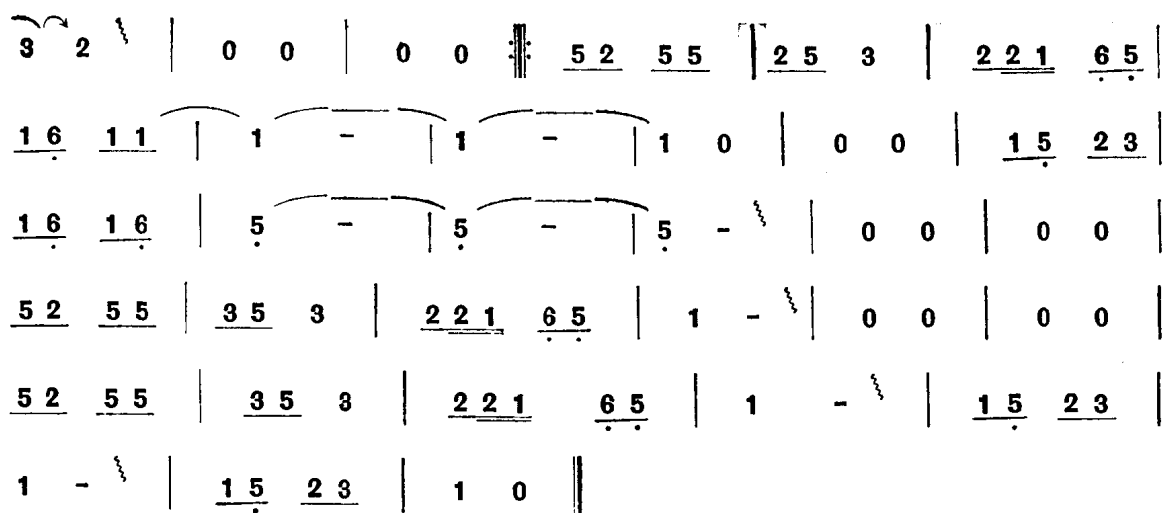 3 2 | 0 0 | 0 0 :‖: 5 2 5 5 | 2 5 3 | 2 2 1 6̣ 5̣ |
1 6̣ 1 1 | 1 - | 1 - | 1 0 | 0 0 | 1 5̣ 2 3 |
1 6̣ 1 6̣ | 5̣ - | 5̣ - | 5̣ - | 0 0 | 0 0 |
5 2 5 5 | 3 5 3 | 2 2 1 6̣ 5̣ | 1 - | 0 0 | 0 0 |
5 2 5 5 | 3 5 3 | 2 2 1 6̣ 5̣ | 1 - | 1 5̣ 2 3 |
1 - | 1 5̣ 2 3 | 1 0 ‖